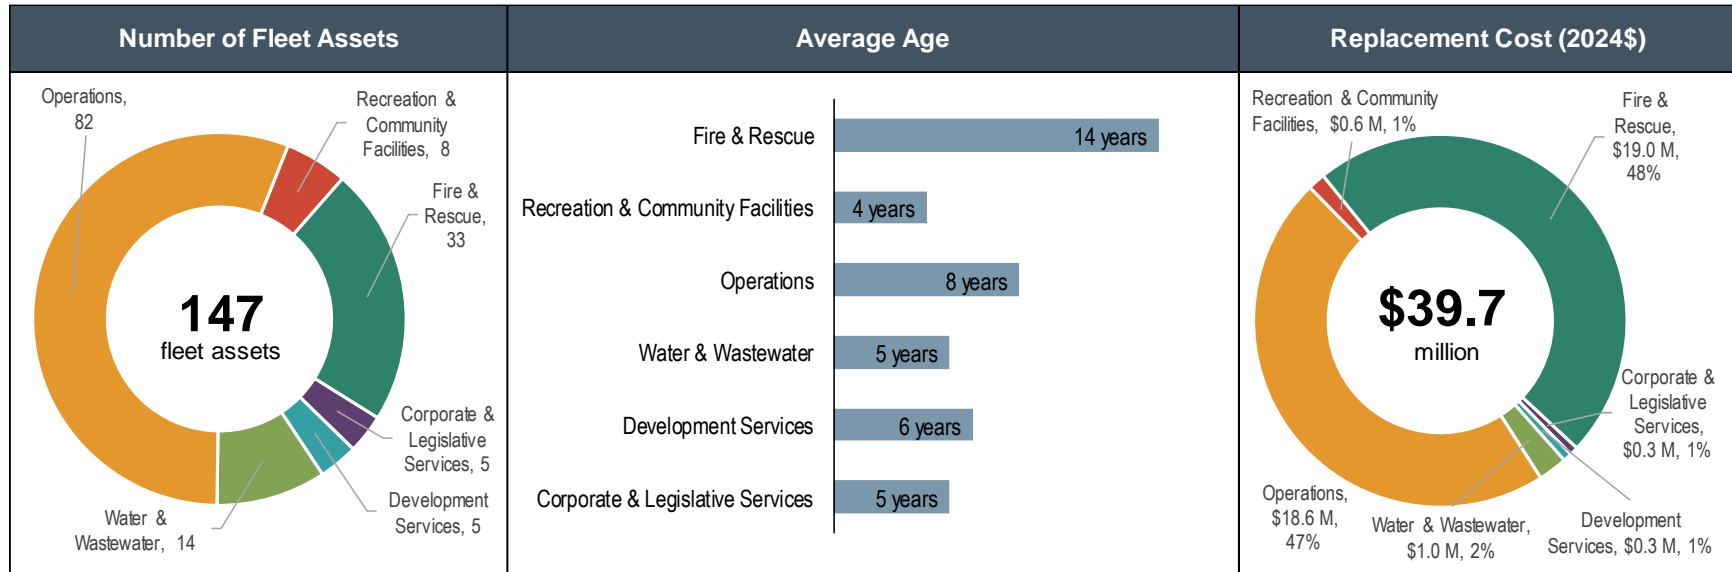 Number of Fleet Assets
Average Age
Replacement Cost (2024$)
Operations,
82
Recreation &
Community
Facilities, 8
Fire &
Rescue,
33
147
fleet assets
Corporate &
Legislative
Services, 5
Development
Services, 5
Water &
Wastewater, 14
Fire & Rescue
14 years
Recreation & Community Facilities
4 years
Operations
8 years
Water & Wastewater
5 years
Development Services
6 years
Corporate & Legislative Services
5 years
Recreation & Community
Facilities, $0.6 M, 1%
Fire &
Rescue,
$19.0 M,
48%
$39.7
million
Corporate &
Legislative
Services,
$0.3 M, 1%
Operations,
$18.6 M,
47%
Water & Wastewater,
$1.0 M, 2%
Development
Services, $0.3 M, 1%